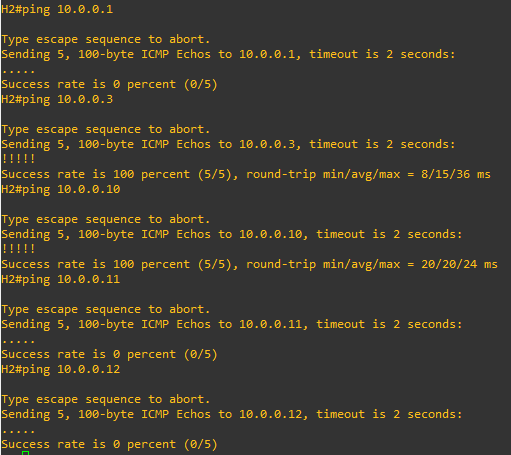 H2#ping 10.0.0.1
Type escape sequence to abort.
Sending 5, 100-byte ICMP Echos to 10.0.0.1, timeout is 2 seconds:
.....
Success rate is 0 percent (0/5)
H2#ping 10.0.0.3
Type escape sequence to abort.
Sending 5, 100-byte ICMP Echos to 10.0.0.3, timeout is 2 seconds:
!!!!!
Success rate is 100 percent (5/5), round-trip min/avg/max = 8/15/36 ms
H2#ping 10.0.0.10
Type escape sequence to abort.
Sending 5, 100-byte ICMP Echos to 10.0.0.10, timeout is 2 seconds:
!!!!!
Success rate is 100 percent (5/5), round-trip min/avg/max = 20/20/24 ms
H2#ping 10.0.0.11
Type escape sequence to abort.
Sending 5, 100-byte ICMP Echos to 10.0.0.11, timeout is 2 seconds:
.....
Success rate is 0 percent (0/5)
H2#ping 10.0.0.12
Type escape sequence to abort.
Sending 5, 100-byte ICMP Echos to 10.0.0.12, timeout is 2 seconds:
.....
Success rate is 0 percent (0/5)